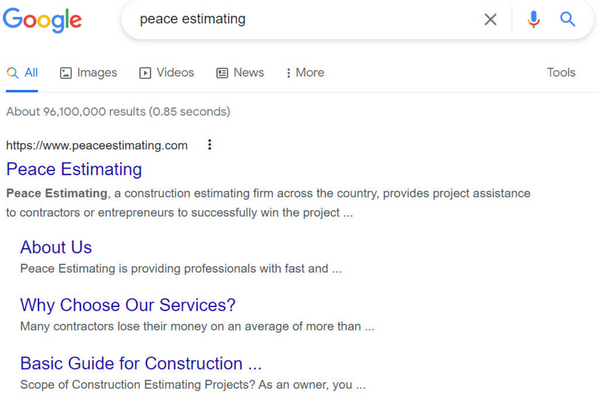 Google
peace estimating
All Images Videos News More Tools
About 96,100,000 results (0.85 seconds)
https://www.peaceestimating.com
Peace Estimating
Peace Estimating, a construction estimating firm across the country, provides project assistance
to contractors or entrepreneurs to successfully win the project ...
About Us
Peace Estimating is providing professionals with fast and ...
Why Choose Our Services?
Many contractors lose their money on an average of more than ...
Basic Guide for Construction ...
Scope of Construction Estimating Projects? As an owner, you ...